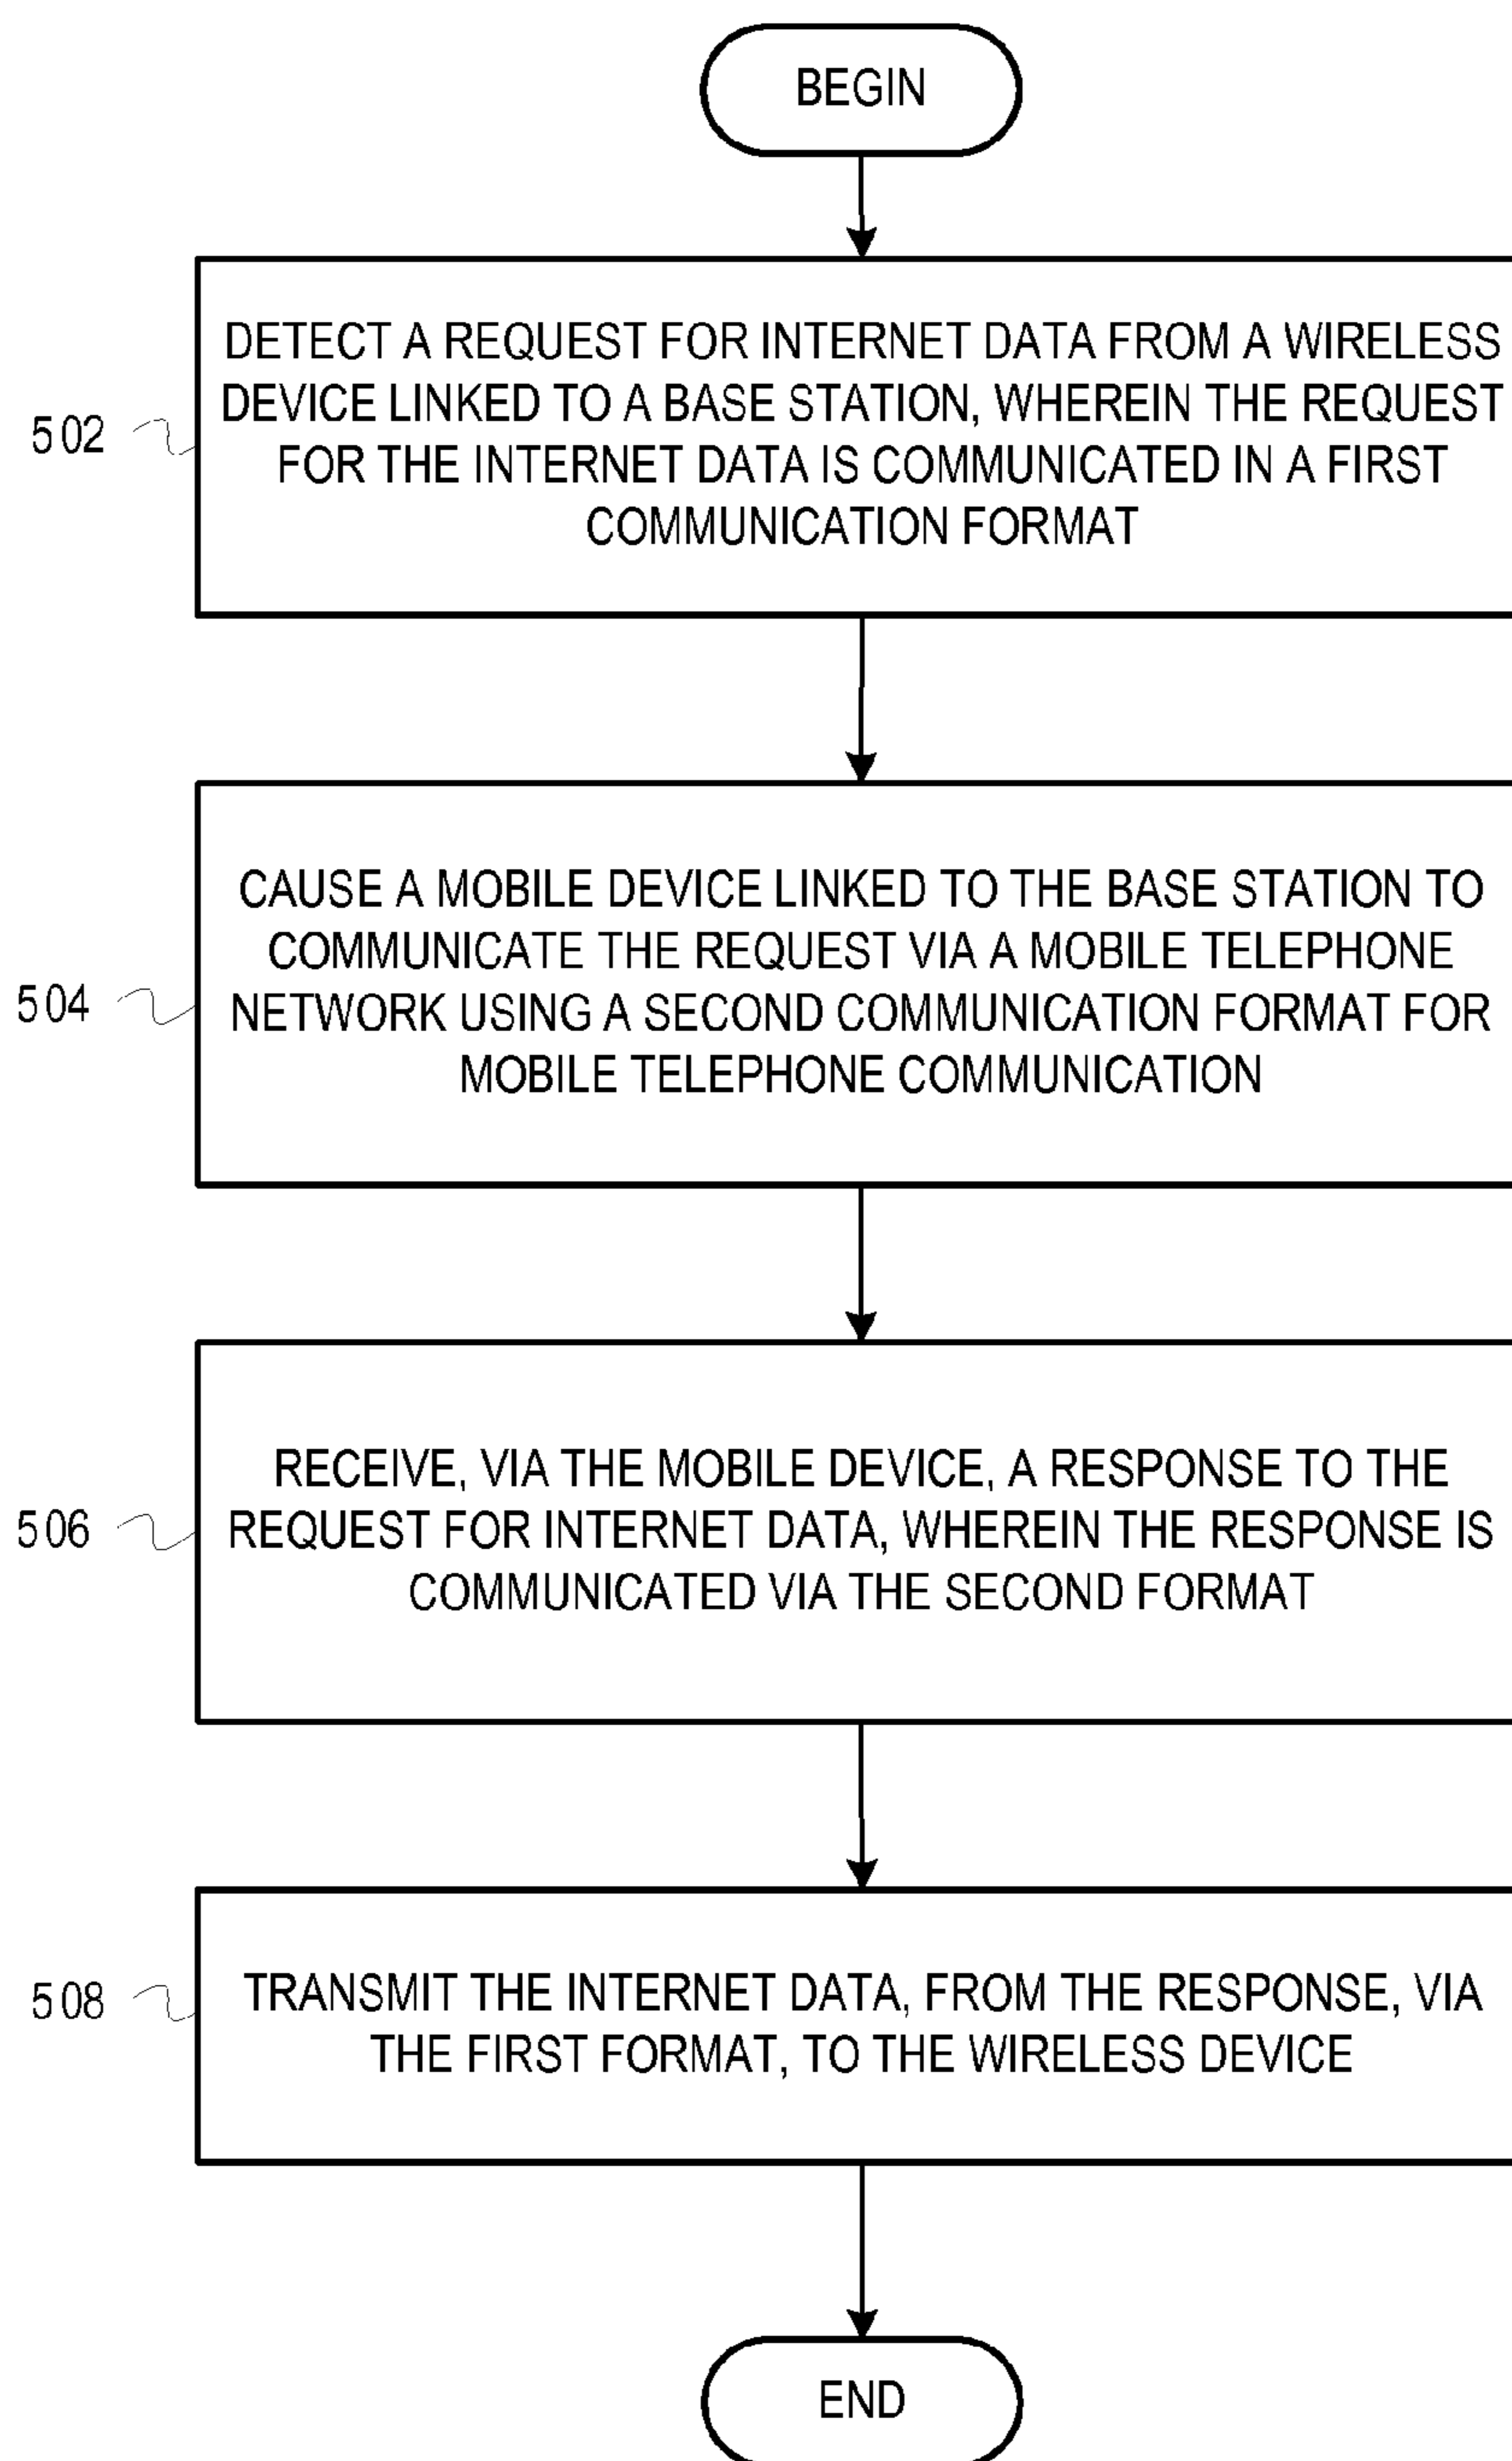 BEGIN
502
DETECT A REQUEST FOR INTERNET DATA FROM A WIRELESS
DEVICE LINKED TO A BASE STATION, WHEREIN THE REQUEST
FOR THE INTERNET DATA IS COMMUNICATED IN A FIRST
COMMUNICATION FORMAT
504
CAUSE A MOBILE DEVICE LINKED TO THE BASE STATION TO
COMMUNICATE THE REQUEST VIA A MOBILE TELEPHONE
NETWORK USING A SECOND COMMUNICATION FORMAT FOR
MOBILE TELEPHONE COMMUNICATION
506
RECEIVE, VIA THE MOBILE DEVICE, A RESPONSE TO THE
REQUEST FOR INTERNET DATA, WHEREIN THE RESPONSE IS
COMMUNICATED VIA THE SECOND FORMAT
508
TRANSMIT THE INTERNET DATA, FROM THE RESPONSE, VIA
THE FIRST FORMAT, TO THE WIRELESS DEVICE
END